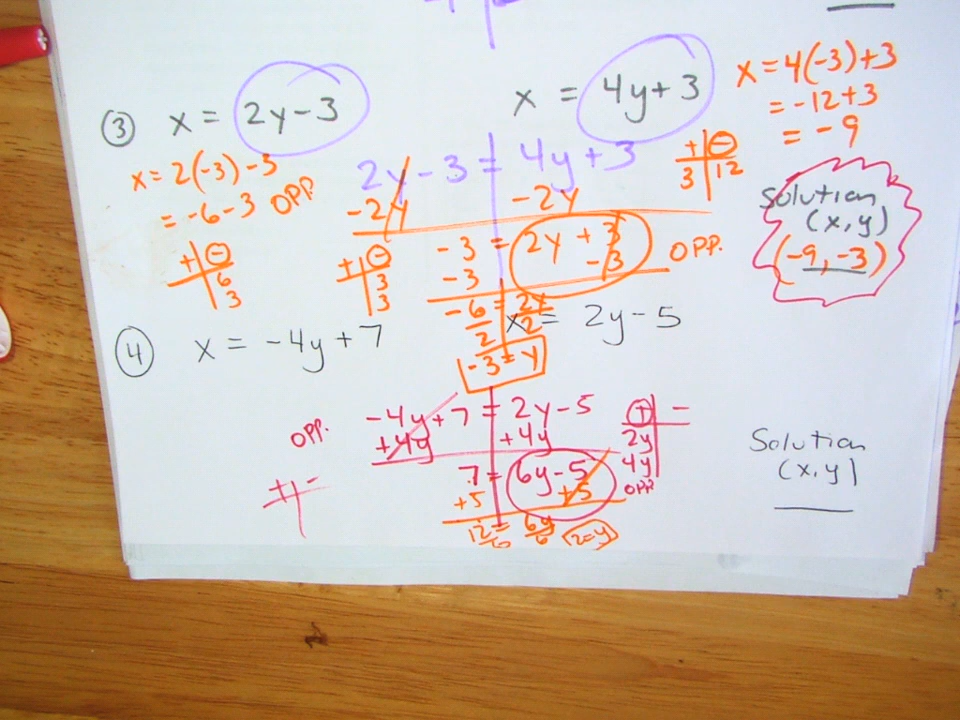 ③ x = 2y - 3 x = 4y + 3
x = 4(-3) + 3
= -12 + 3
= -9
x = 2(-3) - 3
= -6 - 3 OPP.
+ | -
6
3
2y - 3 = 4y + 3
-2y -2y
-3 = 2y + 3
-3 -3
-6/2 = 2y/2
-3 = y
+ | -
3
3
OPP.
+ | -
3 | 12
Solution
(x, y)
(-9, -3)
④ x = -4y + 7 x = 2y - 5
OPP.
+ | -
-4y + 7 = 2y - 5
+4y +4y
7 = 6y - 5
+5 +5
12/6 = 6y/6 2 = y
+ | -
2y
4y
OPP
Solution
(x, y)